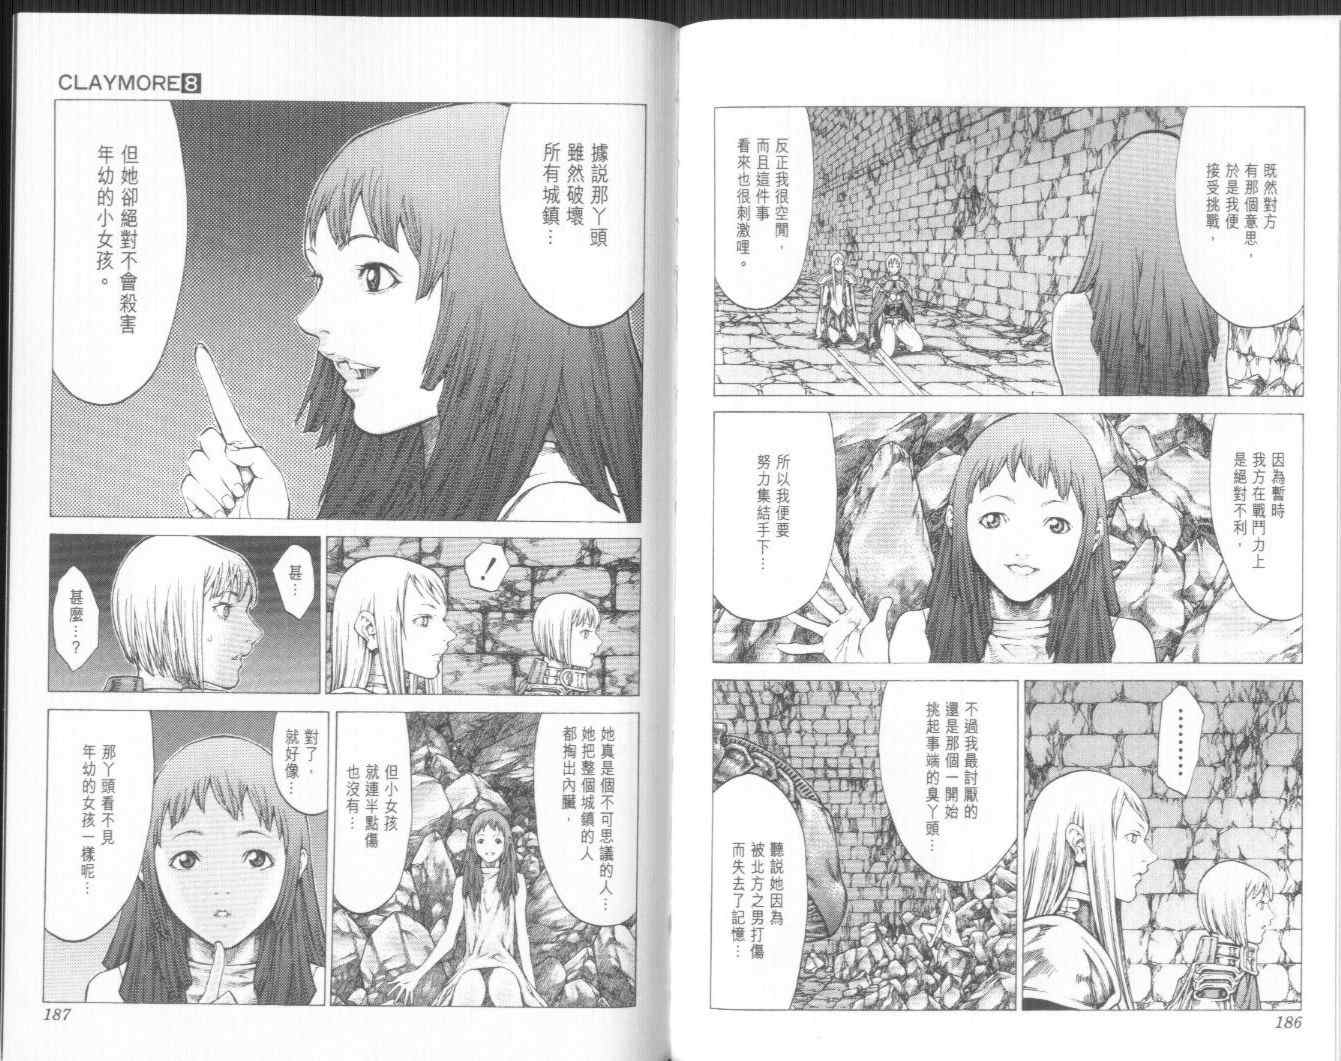 既然對方
有那個意思，
於是我便
接受挑戰，
反正我很空閒，
而且這件事
看來也很刺激哩。
因為暫時
我方在戰鬥力上
是絕對不利，
所以我便要
努力集結手下…
………
不過我最討厭的
還是那個一開始
挑起事端的臭丫頭…
聽說她因為
被北方之男打傷
而失去了記憶…
186
CLAYMORE8
據說那丫頭
雖然破壞
所有城鎮…
但她卻絕對不會殺害
年幼的小女孩。
！
甚…
甚麼…？
她真是個不可思議的人…
她把整個城鎮的人
都掏出內臟，
但小女孩
就連半點傷
也沒有…
對了，
就好像…
那丫頭看不見
年幼的女孩一樣呢…
187